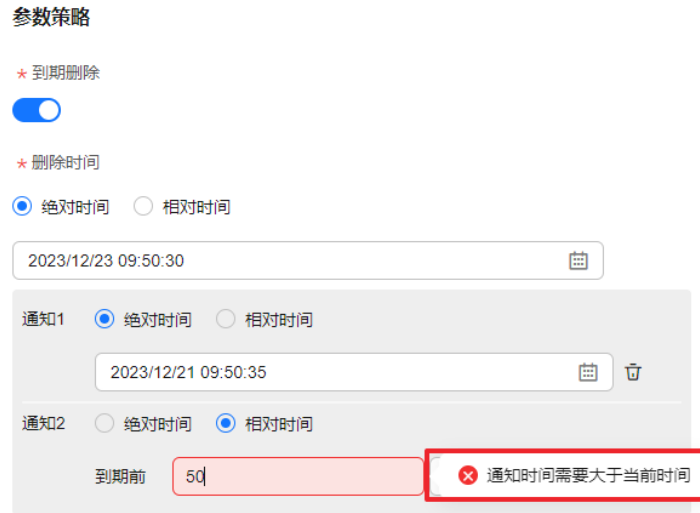 参数策略
* 到期删除
* 删除时间
绝对时间 相对时间
2023/12/23 09:50:30
通知1 绝对时间 相对时间
2023/12/21 09:50:35
通知2 绝对时间 相对时间
到期前 50 通知时间需要大于当前时间